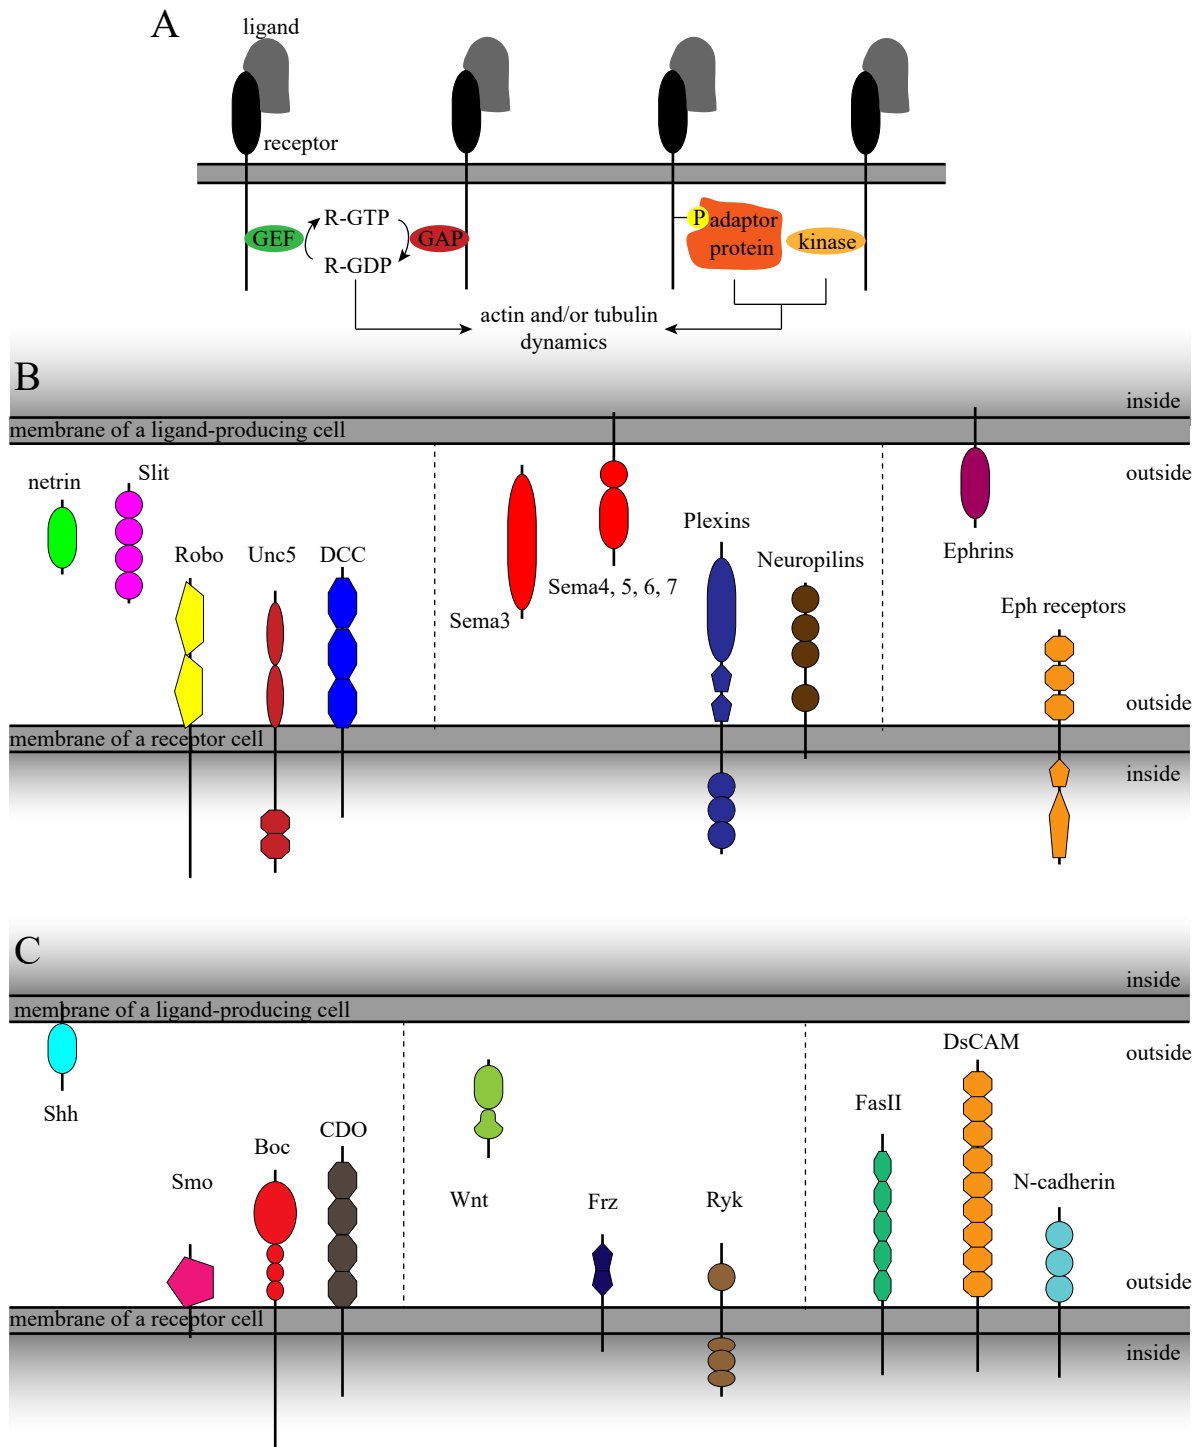 A
ligand
receptor
GEF
R-GTP
R-GDP
GAP
P
adaptor
protein
kinase
actin and/or tubulin
dynamics
B
inside
membrane of a ligand-producing cell
outside
netrin
Slit
Robo
Unc5
DCC
Sema3
Sema4, 5, 6, 7
Plexins
Neuropilins
Ephrins
Eph receptors
outside
membrane of a receptor cell
inside
C
inside
membrane of a ligand-producing cell
outside
Shh
Smo
Boc
CDO
Wnt
Frz
Ryk
FasII
DsCAM
N-cadherin
outside
membrane of a receptor cell
inside